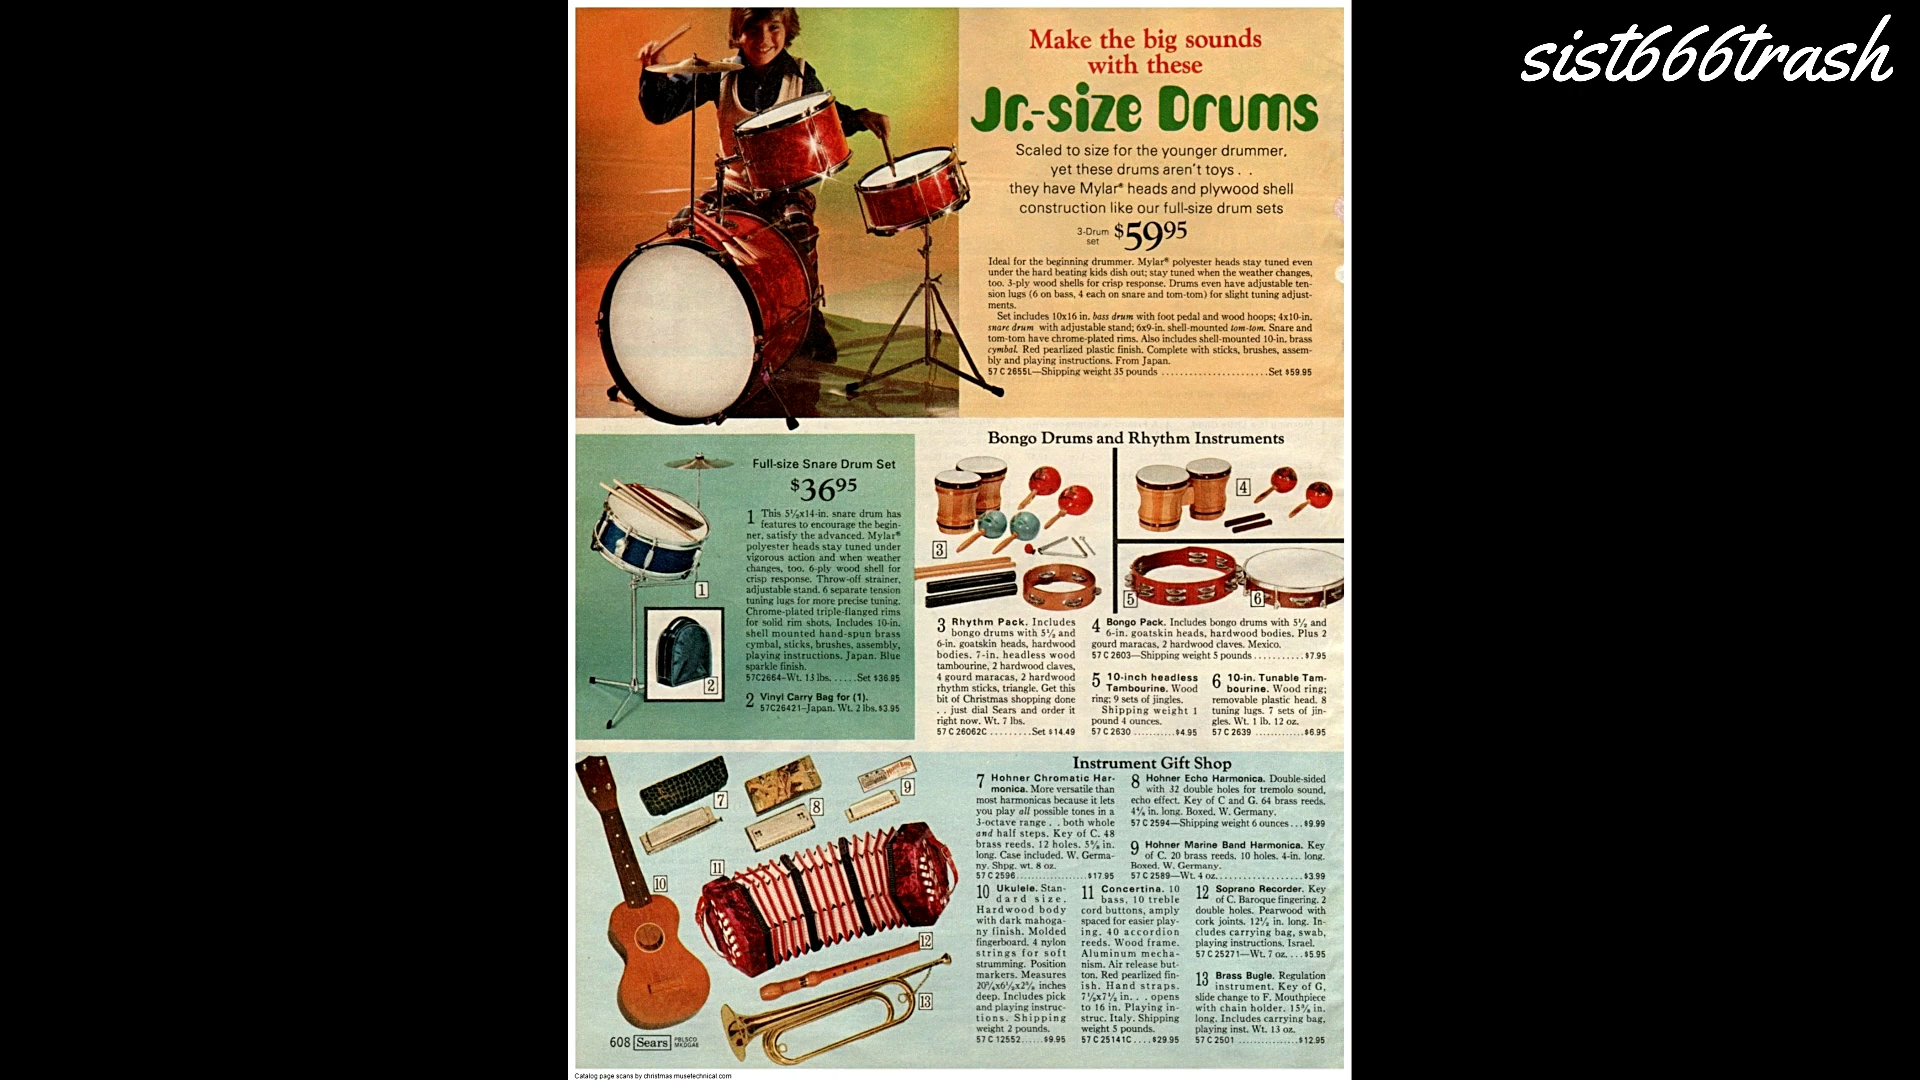 sist666trash
Make the big sounds
with these
Jr.-size Drums
Scaled to size for the younger drummer,
yet these drums aren't toys . .
they have Mylar® heads and plywood shell
construction like our full-size drum sets
3-Drum set $59.95
Ideal for the beginning drummer. Mylar® polyester heads stay tuned even
under the hard beating kids dish out; stay tuned when the weather changes,
too. 3-ply wood shells for crisp response. Drums even have adjustable ten-
sion lugs (6 on bass, 4 each on snare and tom-tom) for slight tuning adjust-
ments.
Set includes 10x16 in. bass drum with foot pedal and wood hoops; 4x10-in.
snare drum with adjustable stand; 6x9-in. shell-mounted tom-tom. Snare and
tom-tom have chrome-plated rims. Also includes shell-mounted 10-in. brass
cymbal. Red pearlized plastic finish. Complete with sticks, brushes, assem-
bly and playing instructions. From Japan.
57 C 2655L—Shipping weight 35 pounds ........................Set $59.95
Full-size Snare Drum Set
$36.95
1 This 5½x14-in. snare drum has
features to encourage the begin-
ner, satisfy the advanced. Mylar®
polyester heads stay tuned under
vigorous action and when weather
changes, too. 6-ply wood shell for
crisp response. Throw-off strainer,
adjustable stand. 6 separate tension
tuning lugs for more precise tuning.
Chrome-plated triple-flanged rims
for solid rim shots. Includes 10-in.
shell mounted hand-spun brass
cymbal, sticks, brushes, assembly,
playing instructions. Japan. Blue
sparkle finish.
57C2664—Wt. 13 lbs. .....Set $36.95
2 Vinyl Carry Bag for (1).
57C26421—Japan. Wt. 2 lbs. $3.95
1
2
Bongo Drums and Rhythm Instruments
3
4
5
6
3 Rhythm Pack. Includes
bongo drums with 5½ and
6-in. goatskin heads, hardwood
bodies. 7-in. headless wood
tambourine, 2 hardwood claves,
4 gourd maracas, 2 hardwood
rhythm sticks, triangle. Get this
bit of Christmas shopping done
. . just dial Sears and order it
right now. Wt. 7 lbs.
57 C 26062C .........Set $14.49
4 Bongo Pack. Includes bongo drums with 5½ and
6-in. goatskin heads, hardwood bodies. Plus 2
gourd maracas, 2 hardwood claves. Mexico.
57 C 2603—Shipping weight 5 pounds ...........$7.95
5 10-inch headless
Tambourine. Wood
ring; 9 sets of jingles.
Shipping weight 1
pound 4 ounces.
57 C 2630 ...........$4.95
6 10-in. Tunable Tam-
bourine. Wood ring;
removable plastic head. 8
tuning lugs. 7 sets of jin-
gles. Wt. 1 lb. 12 oz.
57 C 2639 .............$6.95
Instrument Gift Shop
7
8
9
10
11
12
13
7 Hohner Chromatic Har-
monica. More versatile than
most harmonicas because it lets
you play all possible tones in a
3-octave range . . both whole
and half steps. Key of C. 48
brass reeds. 12 holes. 5⅝ in.
long. Case included. W. Germa-
ny. Shpg. wt. 8 oz.
57 C 2596....................$17.95
8 Hohner Echo Harmonica. Double-sided
with 32 double holes for tremolo sound,
echo effect. Key of C and G. 64 brass reeds.
in. long. Boxed. W. Germany.
57 C 2594—Shipping weight 6 ounces...$9.99
9 Hohner Marine Band Harmonica. Key
of C. 20 brass reeds. 10 holes. 4-in. long.
Boxed. W. Germany.
57 C 2589—Wt. 4 oz...................$3.99
10 Ukulele. Stan-
dard size.
Hardwood body
with dark mahoga-
ny finish. Molded
fingerboard. 4 nylon
strings for soft
strumming. Position
markers. Measures
inches
deep. Includes pick
and playing instruc-
tions. Shipping
weight 2 pounds.
57 C 12552......$9.95
11 Concertina. 10
bass, 10 treble
cord buttons, amply
spaced for easier play-
ing. 40 accordion
reeds. Wood frame.
Aluminum mecha-
nism. Air release but-
ton. Red pearlized fin-
ish. Hand straps.
7½x7½ in. . . opens
to 16 in. Playing in-
struc. Italy. Shipping
weight 5 pounds.
57 C 25141C ....$29.95
12 Soprano Recorder. Key
of C. Baroque fingering. 2
double holes. Pearwood with
cork joints. 12½ in. long. In-
cludes carrying bag, swab,
playing instructions. Israel.
57 C 25271—Wt. 7 oz. ...$5.95
13 Brass Bugle. Regulation
instrument. Key of G,
slide change to F. Mouthpiece
with chain holder. 15⅝ in.
long. Includes carrying bag,
playing inst. Wt. 13 oz.
57 C 2501 .................$12.95
608 Sears PBLSCO
MKDGAE
Catalog page scans by christmas.musetechnical.com